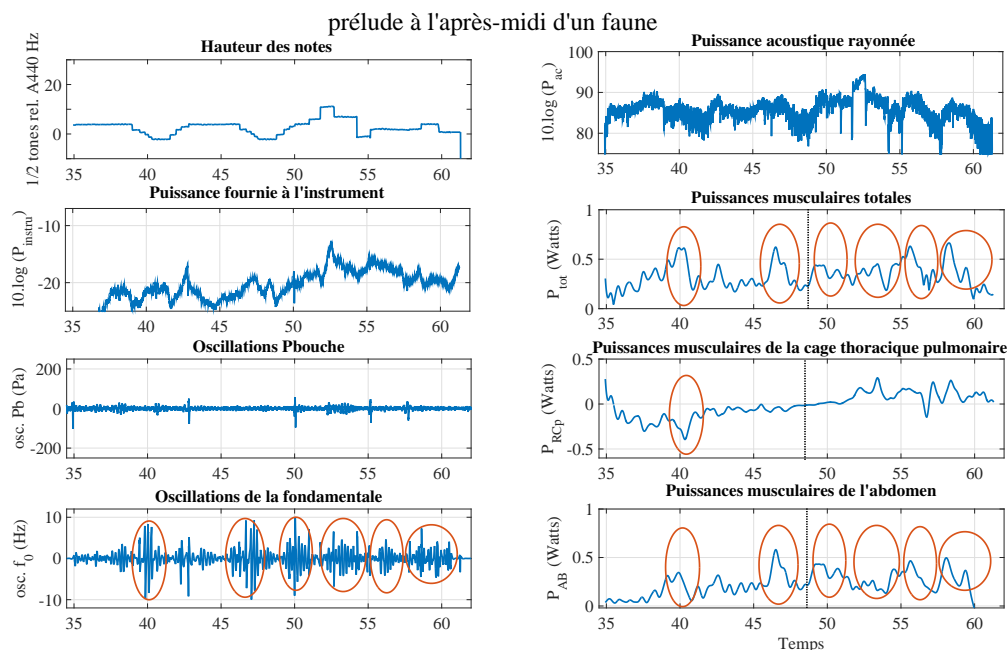 prélude à l'après-midi d'un faune
Hauteur des notes
1/2 tones rel. A440 Hz
20
0
35 40 45 50 55 60
Puissance fournie à l'instrument
10.log (P_instru)
-10
-20
35 40 45 50 55 60
Oscillations Pbouche
osc. Pb (Pa)
200
0
-200
35 40 45 50 55 60
Oscillations de la fondamentale
osc. f_0 (Hz)
10
0
-10
35 40 45 50 55 60
Puissance acoustique rayonnée
10.log (P_ac)
100
90
80
35 40 45 50 55 60
Puissances musculaires totales
P_tot (Watts)
1
0.5
0
35 40 45 50 55 60
Puissances musculaires de la cage thoracique pulmonaire
P_RCp (Watts)
0.5
0
-0.5
35 40 45 50 55 60
Puissances musculaires de l'abdomen
P_AB (Watts)
1
0.5
0
35 40 45 50 55 60
Temps